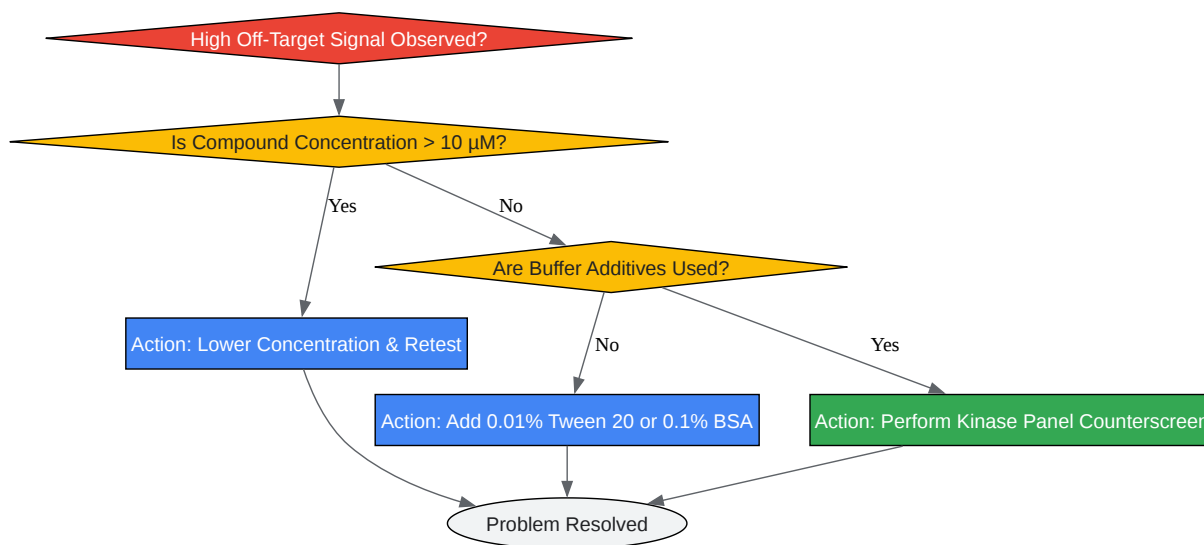 High Off-Target Signal Observed?
Is Compound Concentration > 10 µM?
Yes
No
Are Buffer Additives Used?
Action: Lower Concentration & Retest
No
Yes
Action: Add 0.01% Tween 20 or 0.1% BSA
Action: Perform Kinase Panel Counterscreen
Problem Resolved